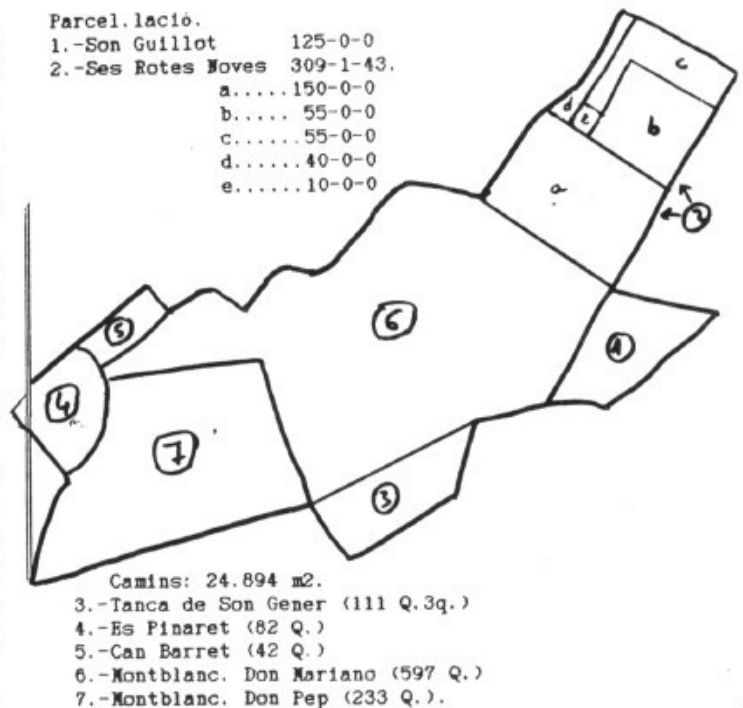 Parcel.lació.
1.-Son Guillot 125-0-0
2.-Ses Rotes Noves 309-1-43.
a.....150-0-0
b..... 55-0-0
c..... 55-0-0
d..... 40-0-0
e..... 10-0-0
c
d
e
b
a
2
5
6
1
4
7
3
Camins: 24.894 m2.
3.-Tanca de Son Gener (111 Q.3q.)
4.-Es Pinaret (82 Q.)
5.-Can Barret (42 Q.)
6.-Montblanc. Don Mariano (597 Q.)
7.-Montblanc. Don Pep (233 Q.).